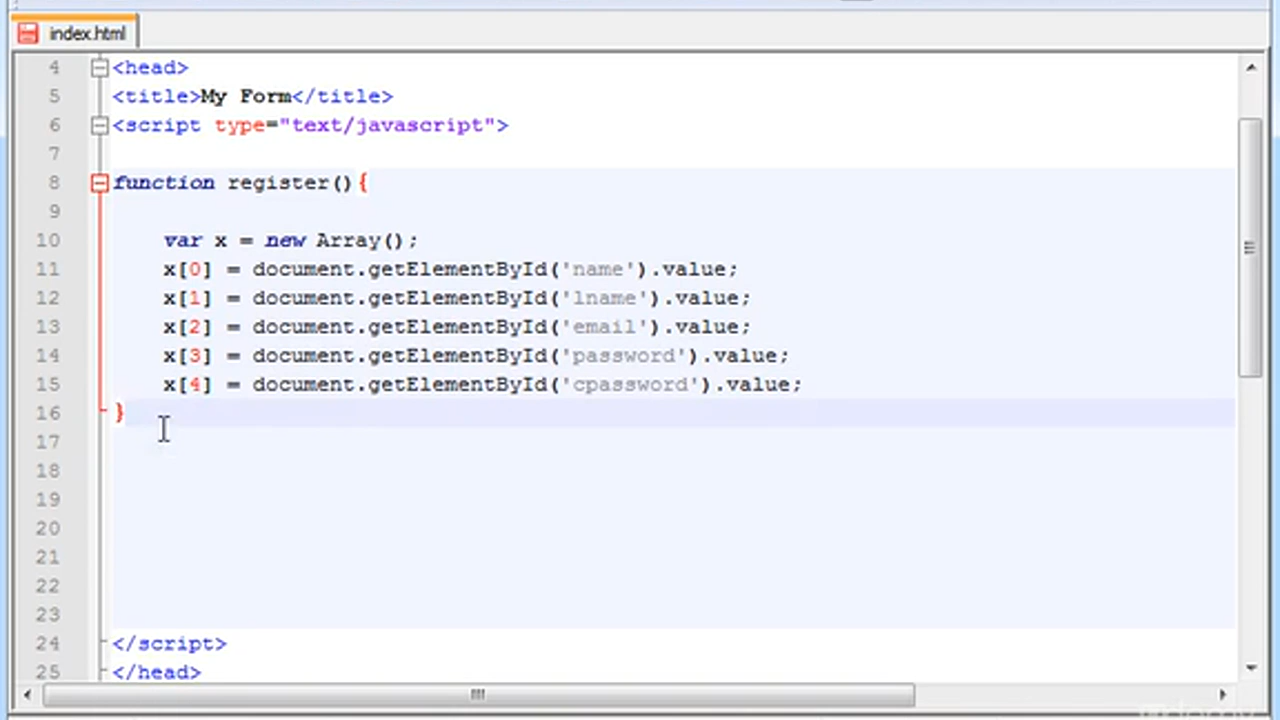 index.html
4 <head>
5 <title>My Form</title>
6 <script type="text/javascript">
7
8 function register(){
9
10 var x = new Array();
11 x[0] = document.getElementById('name').value;
12 x[1] = document.getElementById('lname').value;
13 x[2] = document.getElementById('email').value;
14 x[3] = document.getElementById('password').value;
15 x[4] = document.getElementById('cpassword').value;
16 }
17
18
19
20
21
22
23
24 </script>
25 </head>